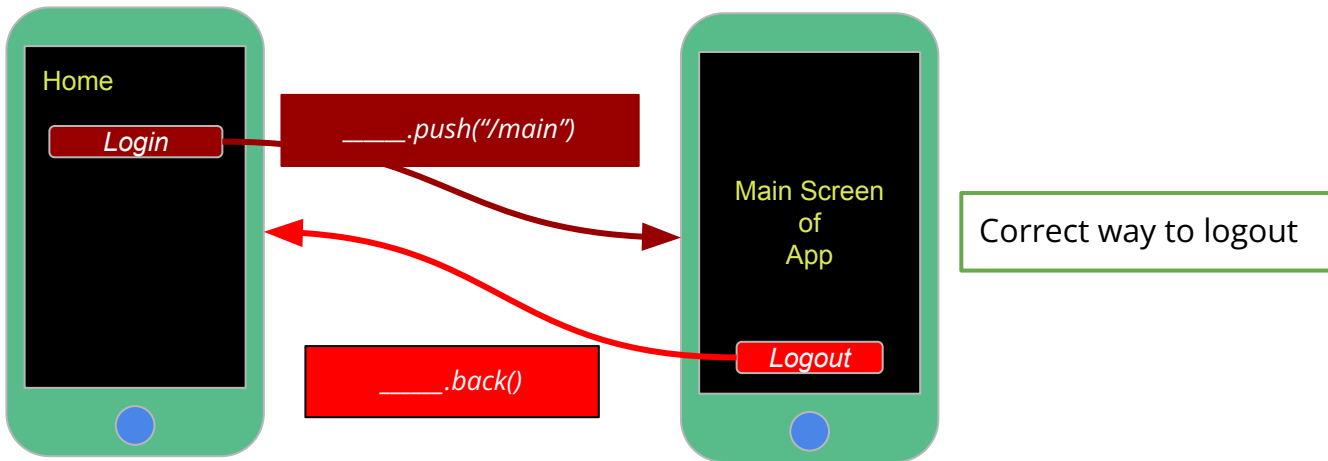 Home
Login
_____.push(“/main”)
Main Screen
of
App
Correct way to logout
Logout
_____.back()